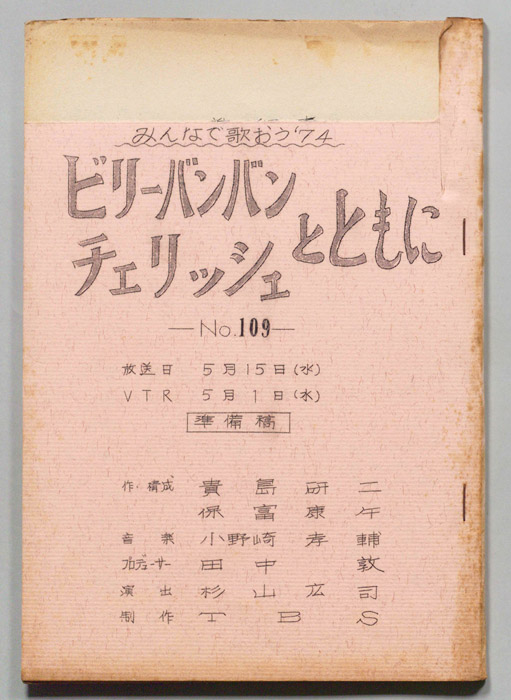 みんなで歌おう'74
ビリーバンバン
チェリッシュ
とともに
—No.109—
放送日 5月15日(水)
VTR 5月1日(水)
準備稿
作・構成 貴島研二
保富康午
音楽 小野崎孝輔
プロデューサー 田中敦
演出 杉山広司
制作 TBS